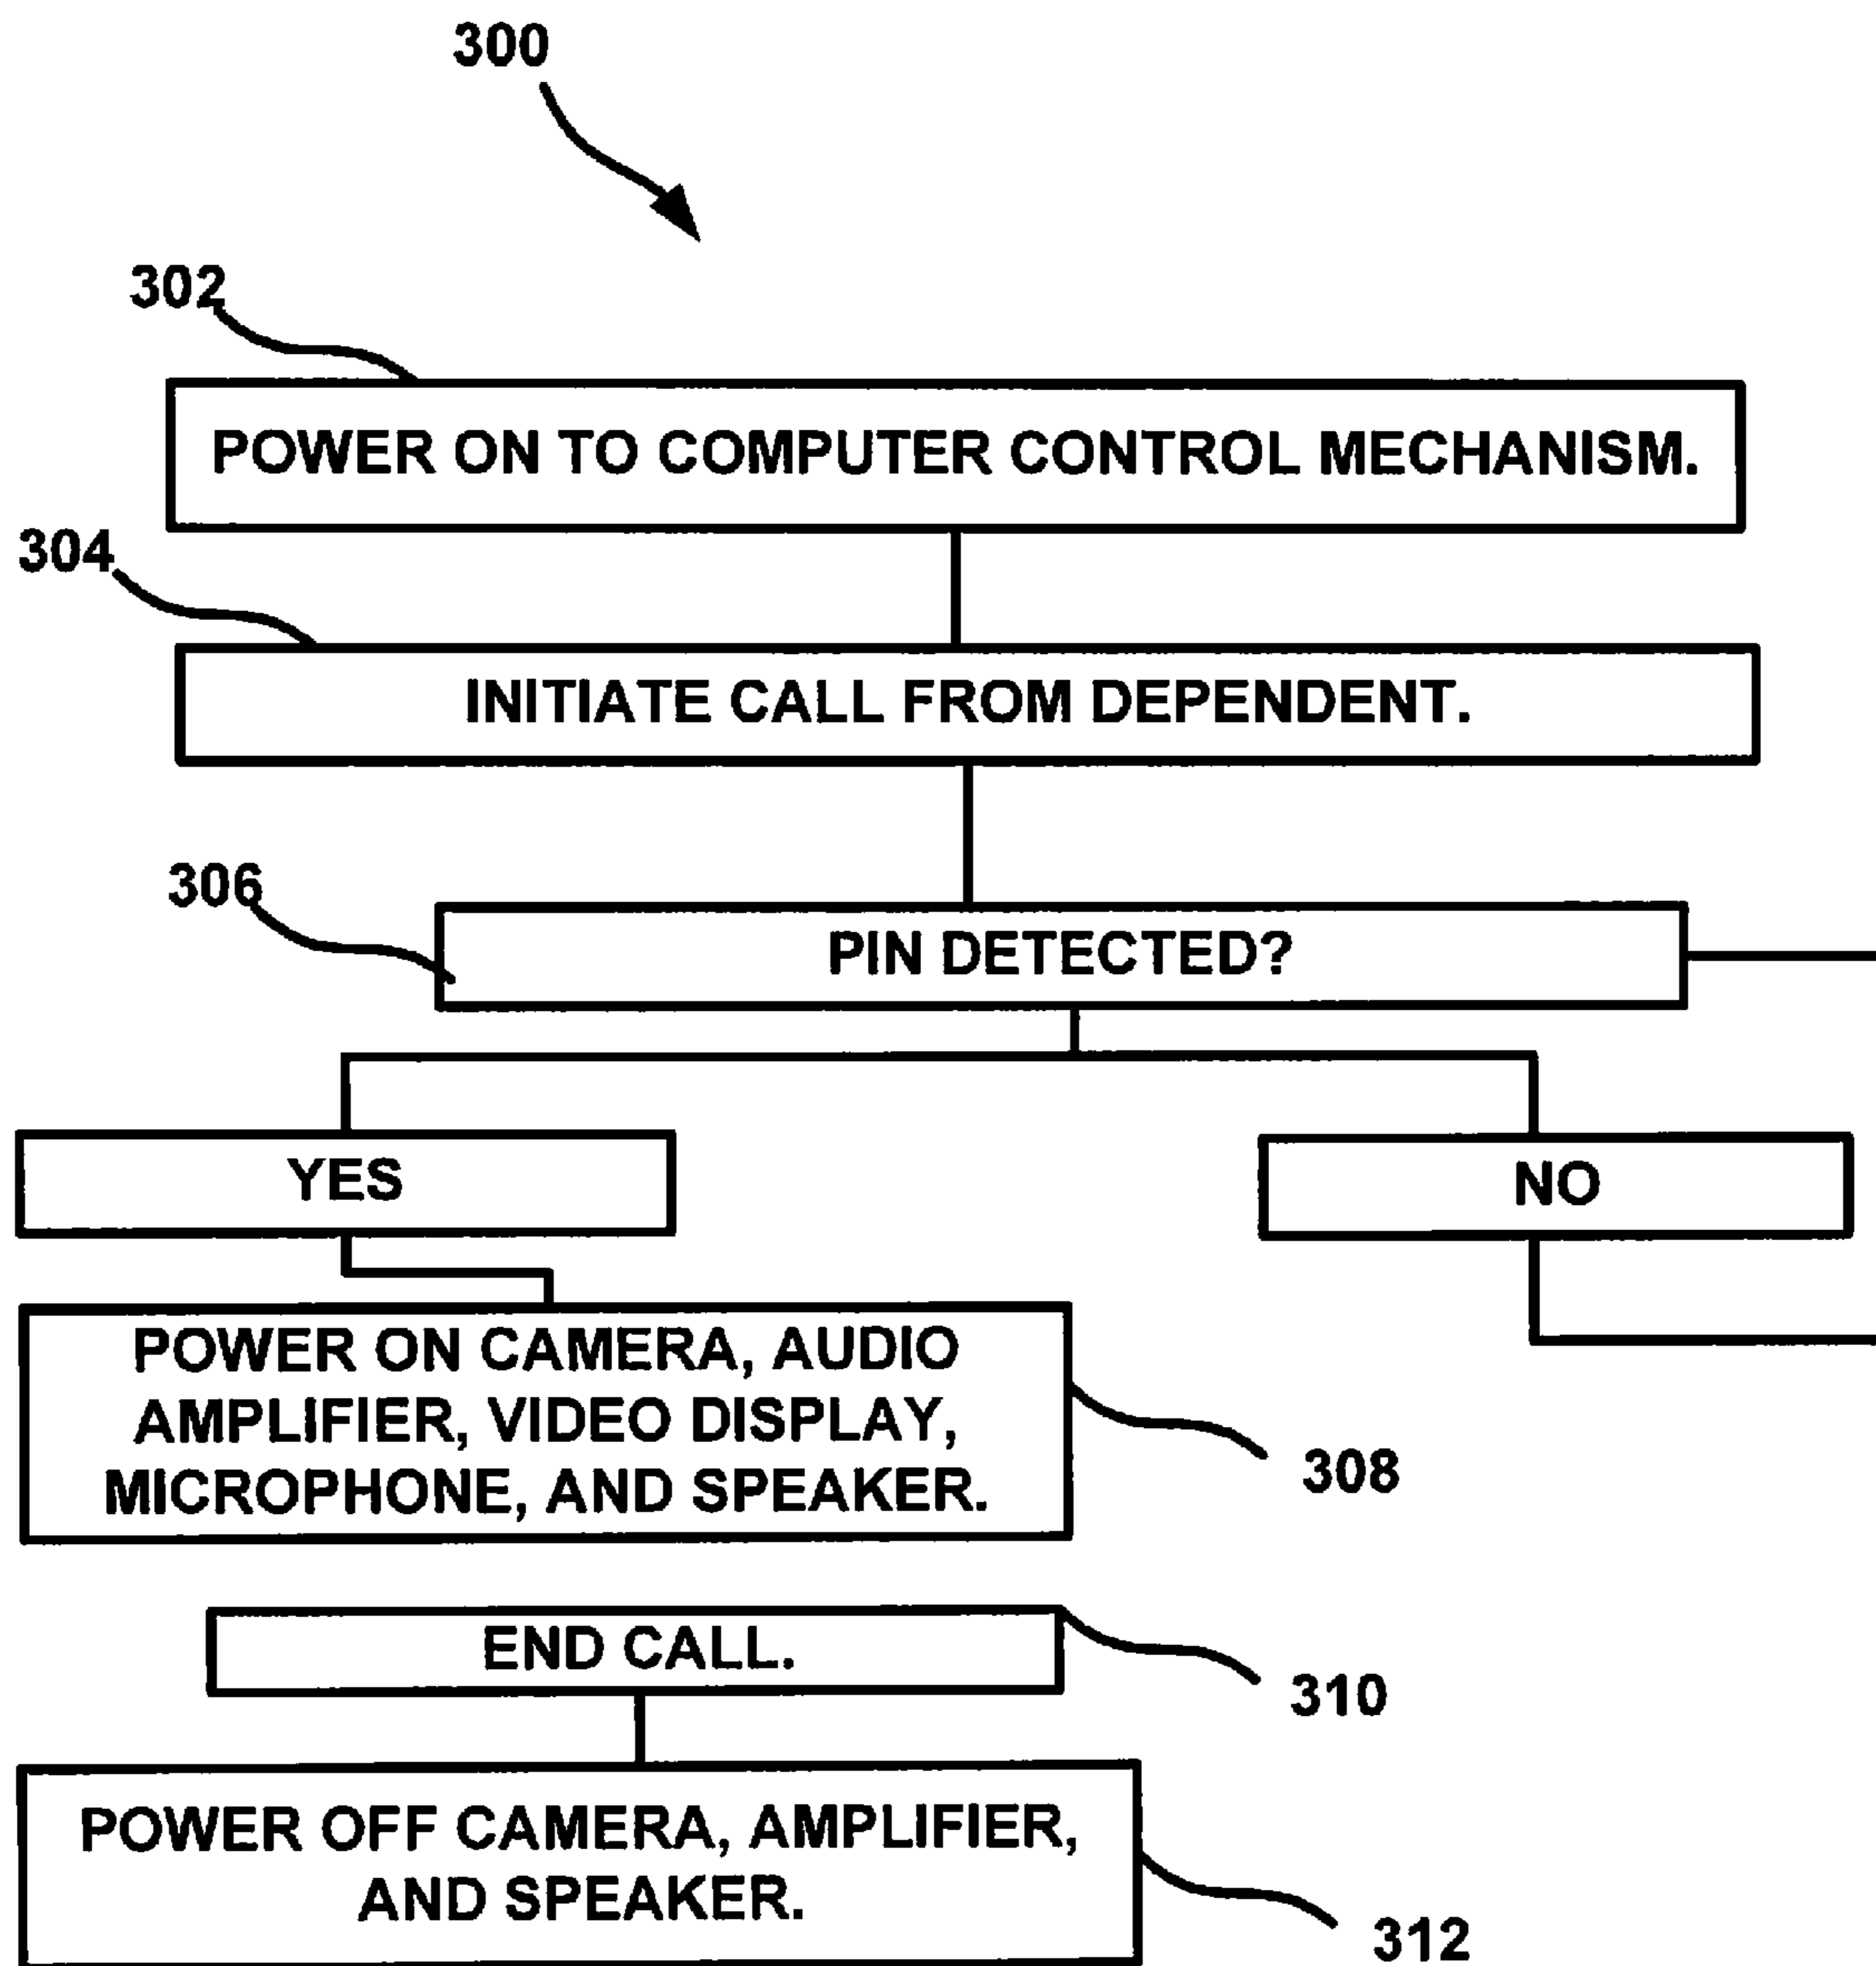 300
302
POWER ON TO COMPUTER CONTROL MECHANISM.
304
INITIATE CALL FROM DEPENDENT.
306
PIN DETECTED?
YES
NO
POWER ON CAMERA, AUDIO
AMPLIFIER, VIDEO DISPLAY,
MICROPHONE, AND SPEAKER.
308
END CALL.
310
POWER OFF CAMERA, AMPLIFIER,
AND SPEAKER.
312